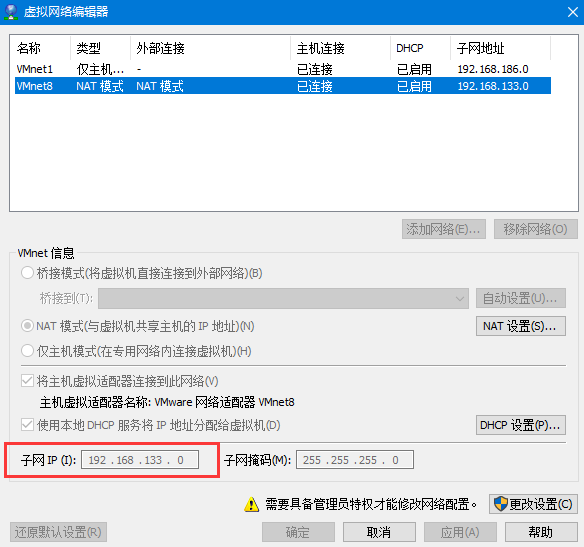 虚拟网络编辑器
名称 类型 外部连接 主机连接 DHCP 子网地址
VMnet1 仅主机... - 已连接 已启用 192.168.186.0
VMnet8 NAT 模式 NAT 模式 已连接 已启用 192.168.133.0
添加网络(E)... 移除网络(O)
VMnet 信息
桥接模式(将虚拟机直接连接到外部网络)(B)
桥接到(T): 自动设置(U)...
NAT 模式(与虚拟机共享主机的 IP 地址)(N) NAT 设置(S)...
仅主机模式(在专用网络内连接虚拟机)(H)
将主机虚拟适配器连接到此网络(V)
主机虚拟适配器名称: VMware 网络适配器 VMnet8
使用本地 DHCP 服务将 IP 地址分配给虚拟机(D) DHCP 设置(P)...
子网 IP (I): 192 . 168 . 133 . 0 子网掩码(M): 255 . 255 . 255 . 0
需要具备管理员特权才能修改网络配置。 更改设置(C)
还原默认设置(R) 确定 取消 应用(A) 帮助